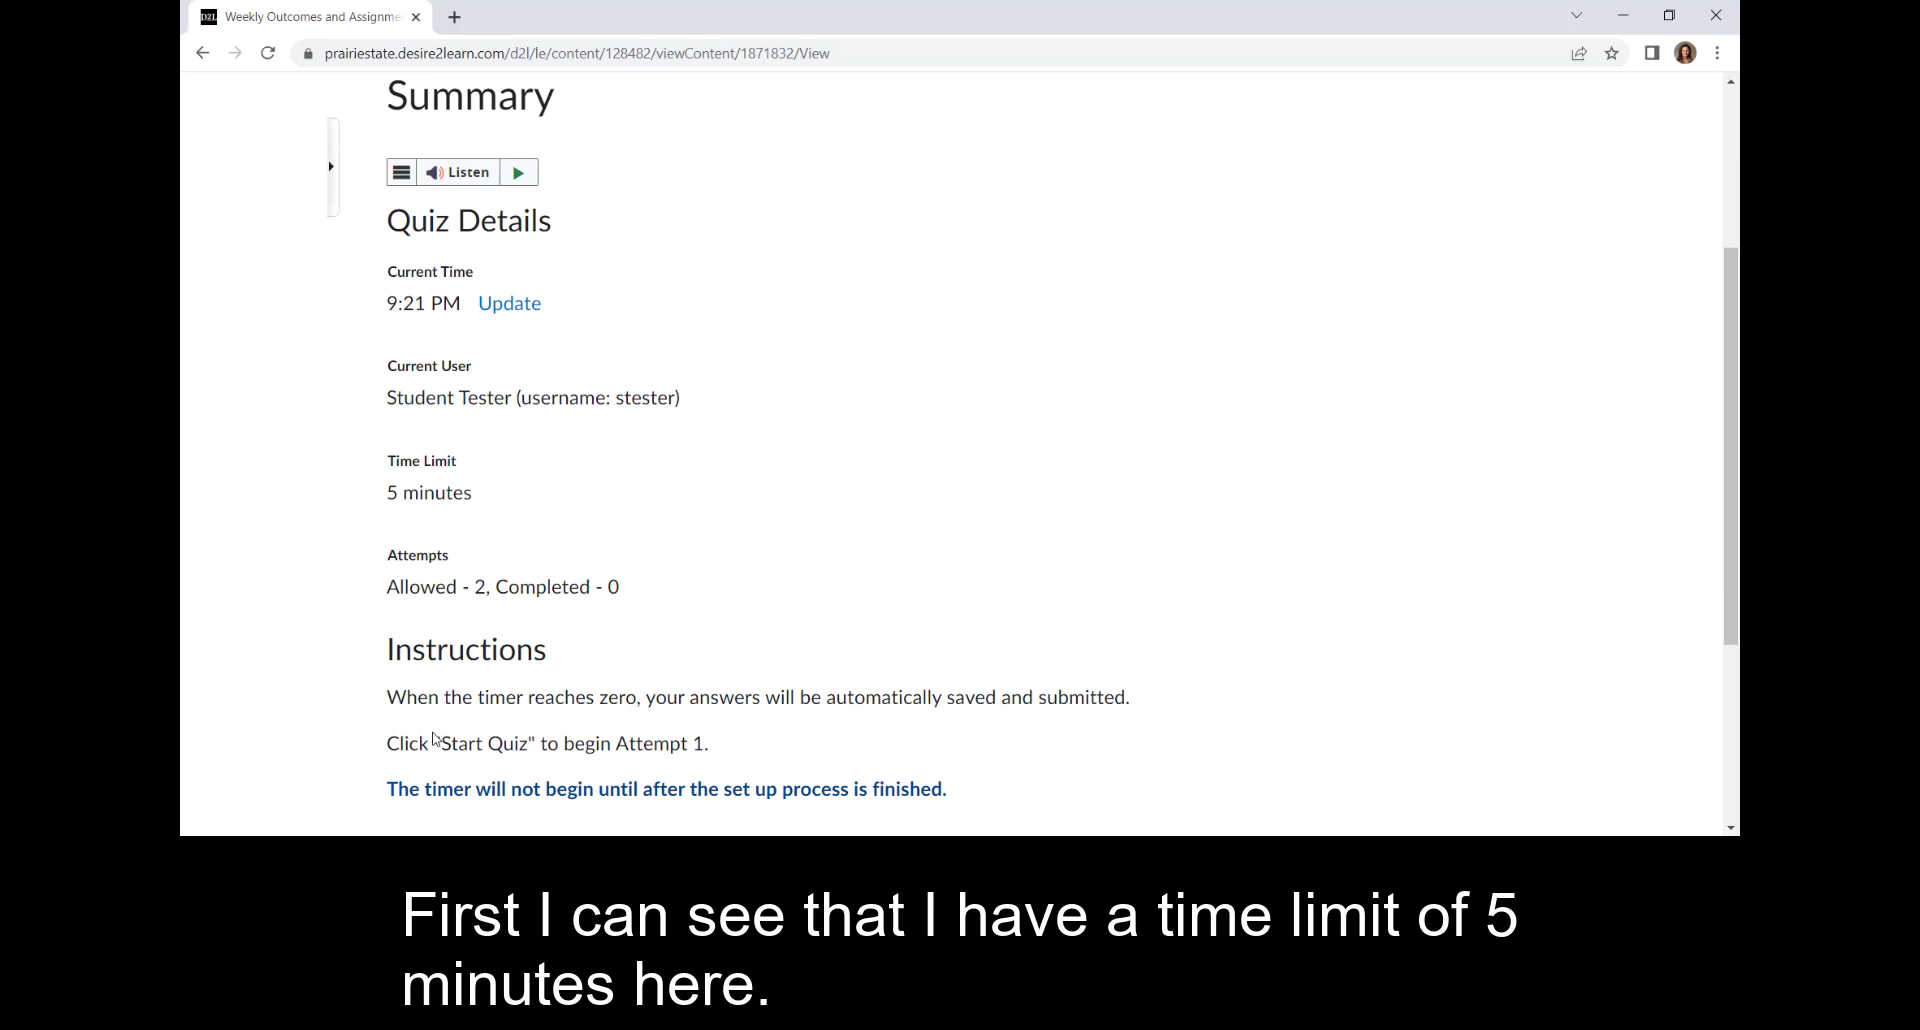 D2L Weekly Outcomes and Assignme
prairiestate.desire2learn.com/d2l/le/content/128482/viewContent/1871832/View
Summary
Listen
Quiz Details
Current Time
9:21 PM Update
Current User
Student Tester (username: stester)
Time Limit
5 minutes
Attempts
Allowed - 2, Completed - 0
Instructions
When the timer reaches zero, your answers will be automatically saved and submitted.
Click "Start Quiz" to begin Attempt 1.
The timer will not begin until after the set up process is finished.
First I can see that I have a time limit of 5
minutes here.